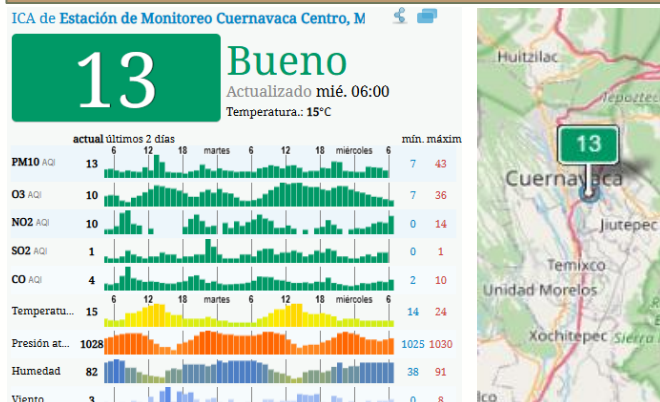 ICA de Estación de Monitoreo Cuernavaca Centro, M
13
Bueno
Actualizado mié. 06:00
Temperatura.: 15°C
actual últimos 2 días
mín. máxim
6 12 18 martes 6 12 18 miércoles 6
PM10 AQI 13 7 43
O3 AQI 10 7 36
NO2 AQI 10 0 14
SO2 AQI 1 0 1
CO AQI 4 2 10
6 12 18 martes 6 12 18 miércoles 6
Temperatu... 15 14 24
Presión at... 1028 1025 1030
Humedad 82 38 91
Viento 3 0 8
Huitzilac
Tepoztec
13
Cuernavaca
Jiutepec
Temixco
Unidad Morelos
Xochitepec
Sierra
lco